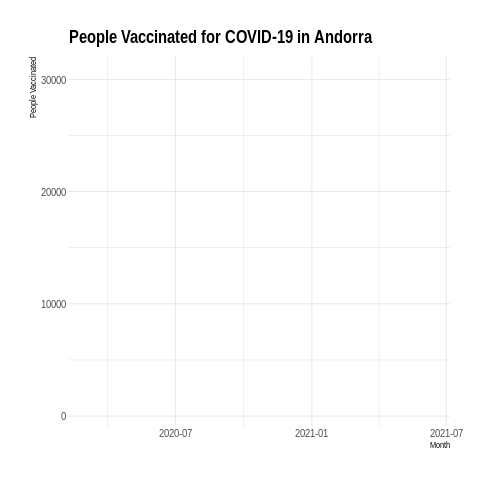 People Vaccinated for COVID-19 in Andorra
People Vaccinated
30000
20000
10000
0
2020-07
2021-01
2021-07
Month